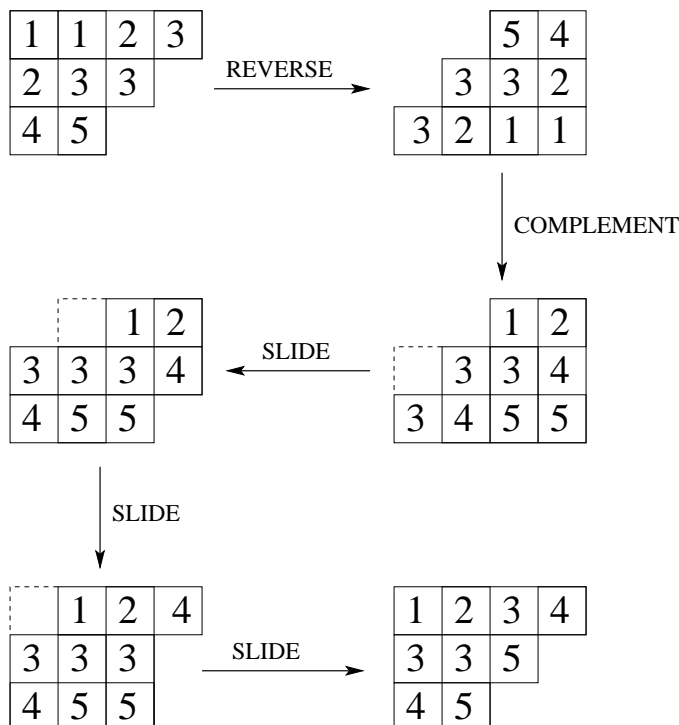 1 1 2 3
2 3 3
4 5
REVERSE
5 4
3 3 2
3 2 1 1
COMPLEMENT
1 2
3 3 4
3 4 5 5
SLIDE
1 2
3 3 3 4
4 5 5
SLIDE
1 2 4
3 3 3
4 5 5
SLIDE
1 2 3 4
3 3 5
4 5